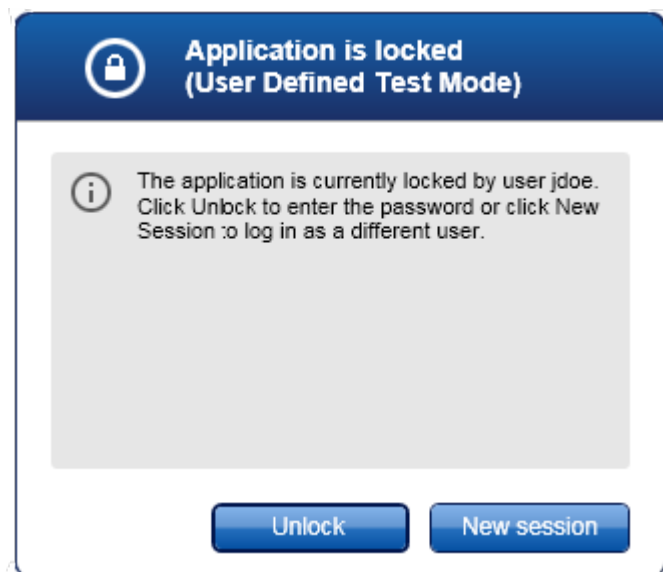 Application is locked
(User Defined Test Mode)
The application is currently locked by user jdoe.
Click Unlock to enter the password or click New
Session to log in as a different user.
Unlock
New session